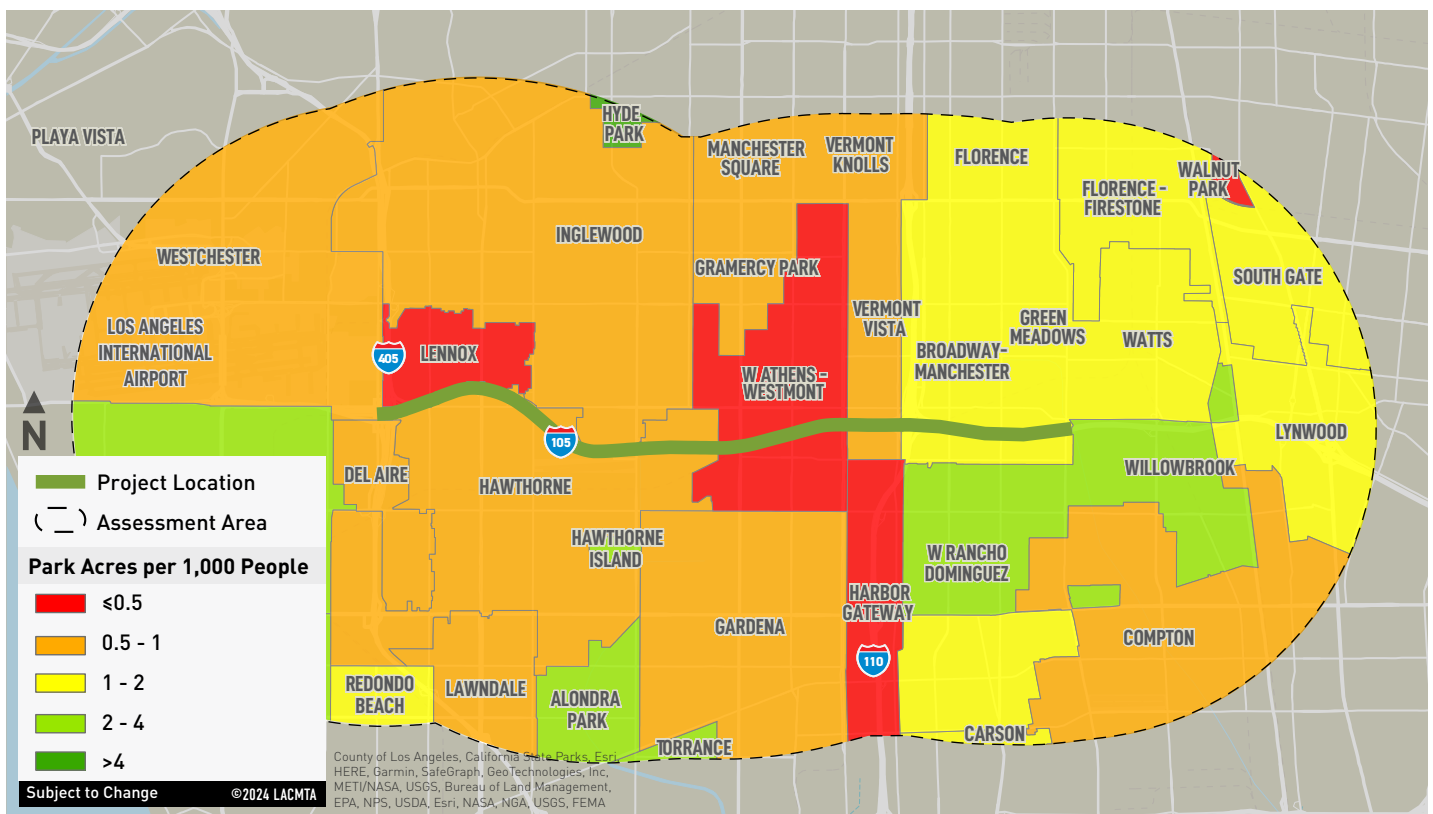 HYDE
PARK
PLAYA VISTA
MANCHESTER
SQUARE
VERMONT
KNOLLS
FLORENCE
WALNUT
PARK
FLORENCE -
FIRESTONE
INGLEWOOD
WESTCHESTER
GRAMERCY PARK
SOUTH GATE
LOS ANGELES
INTERNATIONAL
AIRPORT
VERMONT
VISTA
GREEN
MEADOWS
WATTS
405
LENNOX
BROADWAY-
MANCHESTER
W ATHENS -
WESTMONT
N
105
LYNWOOD
DEL AIRE
HAWTHORNE
WILLOWBROOK
HAWTHORNE
ISLAND
W RANCHO
DOMINGUEZ
HARBOR
GATEWAY
GARDENA
COMPTON
110
REDONDO
BEACH
LAWNDALE
ALONDRA
PARK
TORRANCE
CARSON
Project Location
Assessment Area
Park Acres per 1,000 People
≤0.5
0.5 - 1
1 - 2
2 - 4
>4
Subject to Change ©2024 LACMTA
County of Los Angeles, California State Parks, Esri,
HERE, Garmin, SafeGraph, GeoTechnologies, Inc,
METI/NASA, USGS, Bureau of Land Management,
EPA, NPS, USDA, Esri, NASA, NGA, USGS, FEMA